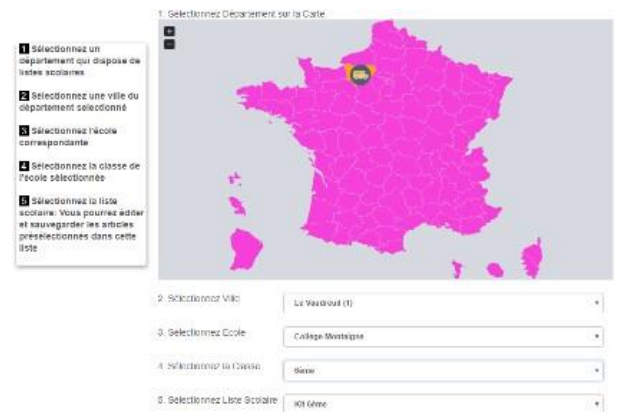 1. Sélectionnez Département sur la Carte
+
−
1 Sélectionnez un
département qui dispose de
listes scolaires
2 Sélectionnez une ville du
département selectionné
3 Sélectionnez l'école
correspondante
4 Sélectionnez la classe de
l'école sélectionnée
5 Sélectionnez la liste
scolaire: Vous pourrez éditer
et sauvegarder les articles
présélectionnés dans cette
liste
2. Sélectionnez Ville
Le Vaudreuil (1)
3. Sélectionnez Ecole
Collège Montaigne
4. Sélectionnez la Classe
6ème
5. Sélectionnez Liste Scolaire
Kit 6ème